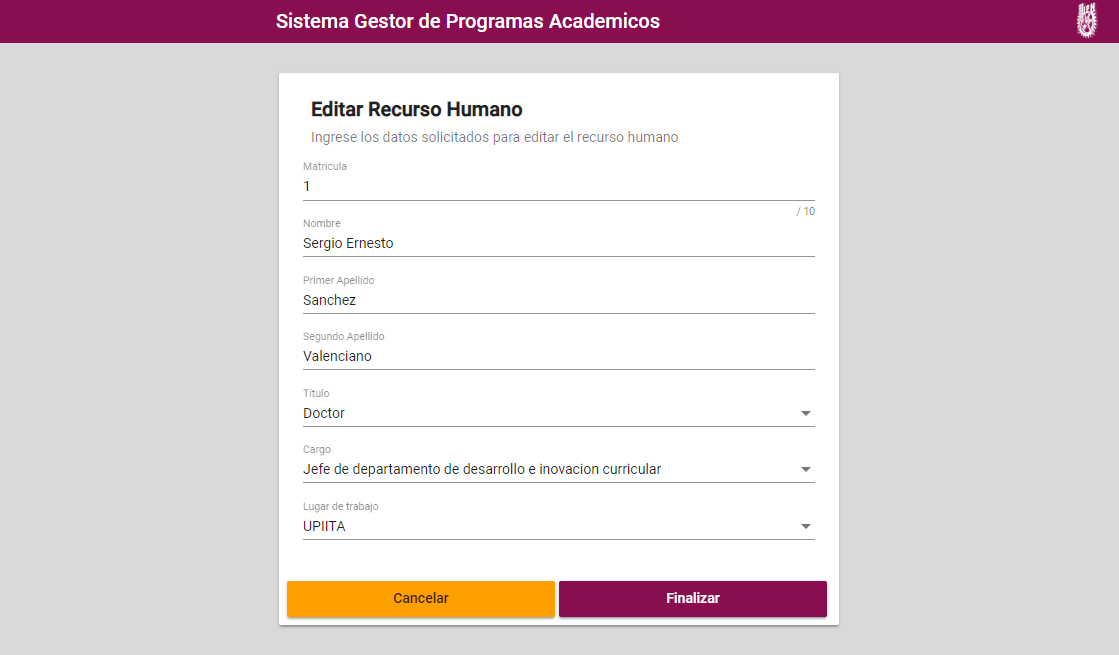 Sistema Gestor de Programas Academicos
Editar Recurso Humano
Ingrese los datos solicitados para editar el recurso humano
Matricula
1
/ 10
Nombre
Sergio Ernesto
Primer Apellido
Sanchez
Segundo Apellido
Valenciano
Título
Doctor
Cargo
Jefe de departamento de desarrollo e inovacion curricular
Lugar de trabajo
UPIITA
Cancelar
Finalizar